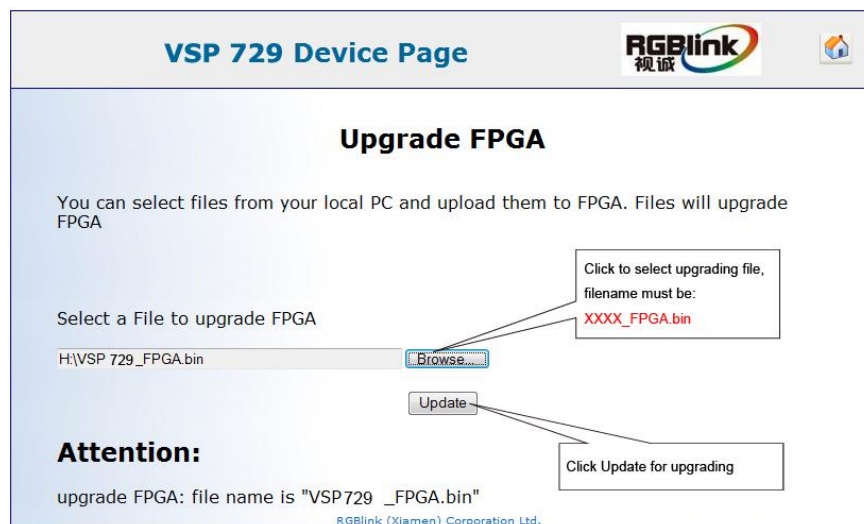 VSP 729 Device Page
RGBlink
视诚
Upgrade FPGA
You can select files from your local PC and upload them to FPGA. Files will upgrade
FPGA
Click to select upgrading file,
filename must be:
XXXX_FPGA.bin
Select a File to upgrade FPGA
H:\VSP 729_FPGA.bin
Browse...
Update
Attention:
Click Update for upgrading
upgrade FPGA: file name is "VSP729 _FPGA.bin"
RGBlink (Xiamen) Corporation Ltd.